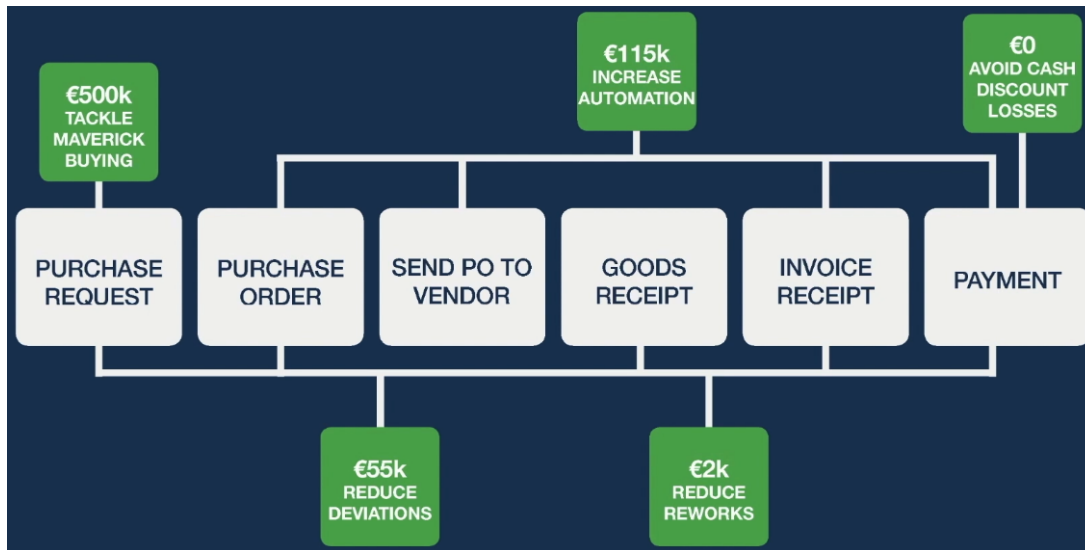 €500k
TACKLE
MAVERICK
BUYING
€115k
INCREASE
AUTOMATION
€0
AVOID CASH
DISCOUNT
LOSSES
PURCHASE
REQUEST
PURCHASE
ORDER
SEND PO TO
VENDOR
GOODS
RECEIPT
INVOICE
RECEIPT
PAYMENT
€55k
REDUCE
DEVIATIONS
€2k
REDUCE
REWORKS